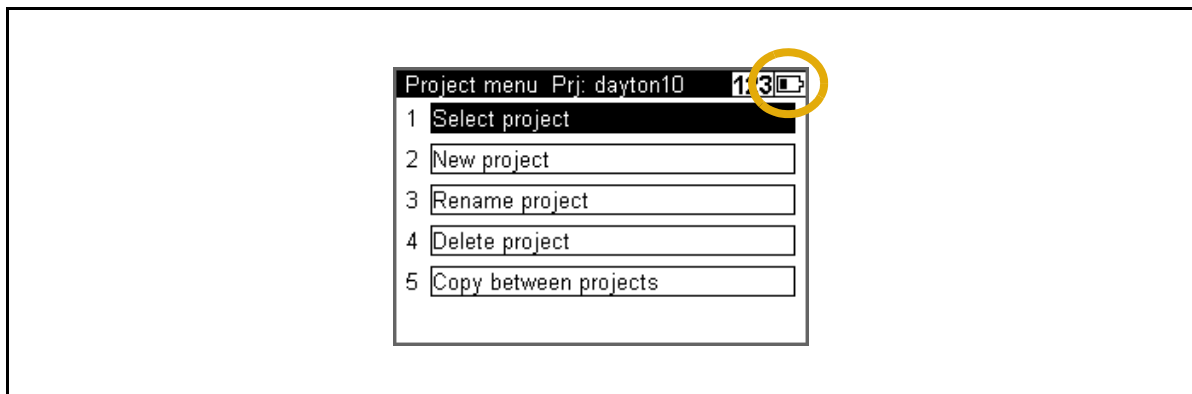 Project menu Prj: dayton10 123
1 Select project
2 New project
3 Rename project
4 Delete project
5 Copy between projects